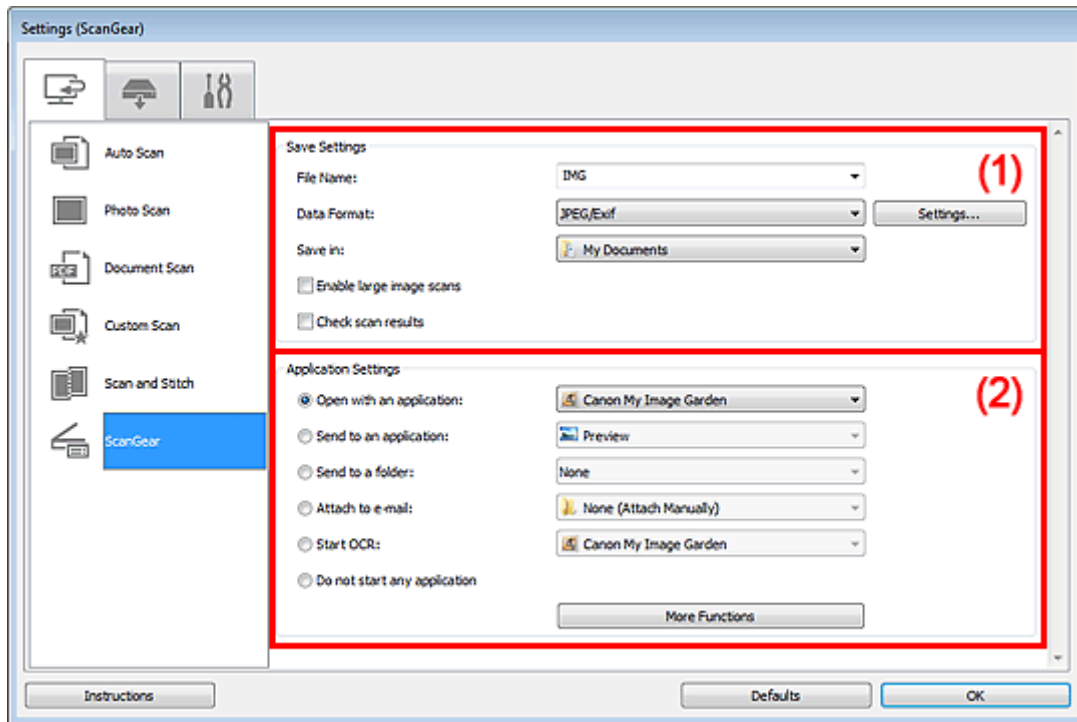 Settings (ScanGear)
Auto Scan
Photo Scan
PDF
Document Scan
Custom Scan
Scan and Stitch
ScanGear
Save Settings
(1)
File Name: IMG
Data Format: JPEG/Exif Settings...
Save in: My Documents
Enable large image scans
Check scan results
Application Settings
(2)
Open with an application: Canon My Image Garden
Send to an application: Preview
Send to a folder: None
Attach to e-mail: None (Attach Manually)
Start OCR: Canon My Image Garden
Do not start any application
More Functions
Instructions Defaults OK